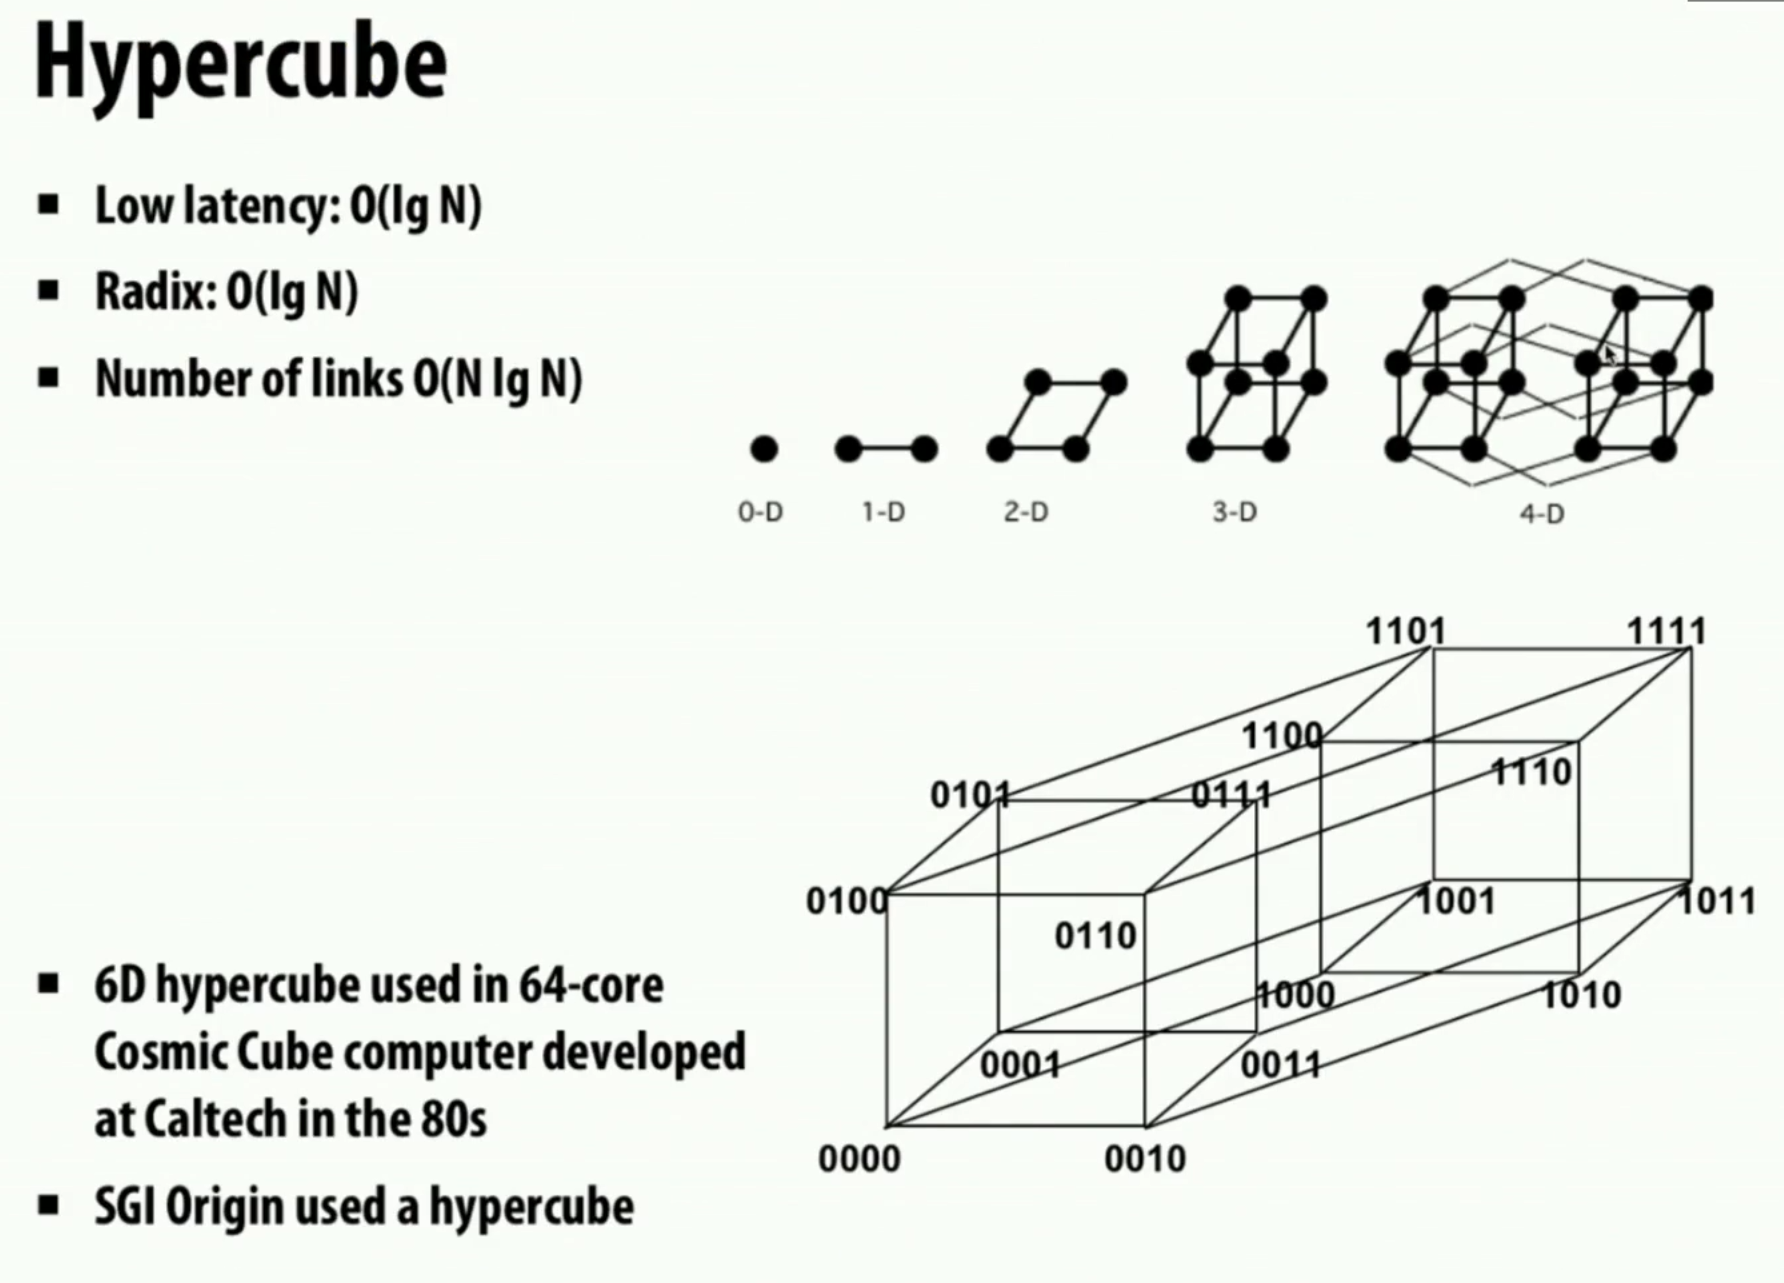 Hypercube
▪ Low latency: O(lg N)
▪ Radix: O(lg N)
▪ Number of links O(N lg N)
0-D 1-D 2-D 3-D 4-D
1101 1111
1100
1110
0101 0111
0100 1001 1011
0110
1000 1010
0001 0011
0000 0010
▪ 6D hypercube used in 64-core
Cosmic Cube computer developed
at Caltech in the 80s
▪ SGI Origin used a hypercube